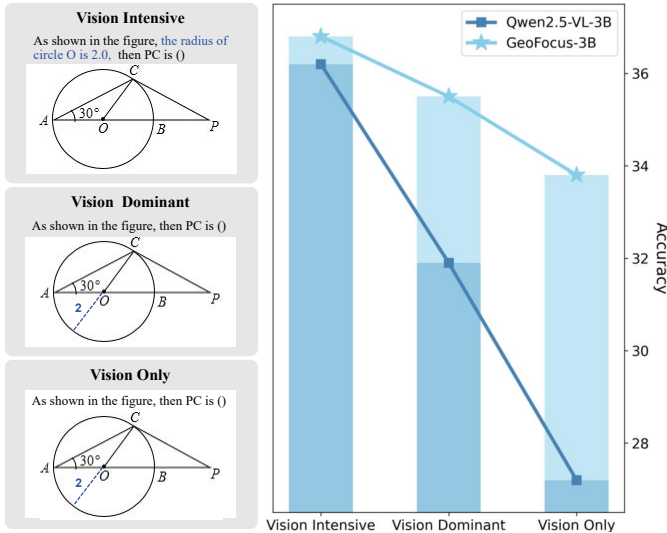 Vision Intensive
As shown in the figure, the radius of
circle O is 2.0, then PC is ()
C
30°
A
O
B
P
Vision Dominant
As shown in the figure, then PC is ()
C
30°
A
O
B
P
2
Vision Only
As shown in the figure, then PC is ()
C
30°
A
O
B
P
2
Qwen2.5-VL-3B
GeoFocus-3B
36
34
32
30
28
Accuracy
Vision Intensive
Vision Dominant
Vision Only